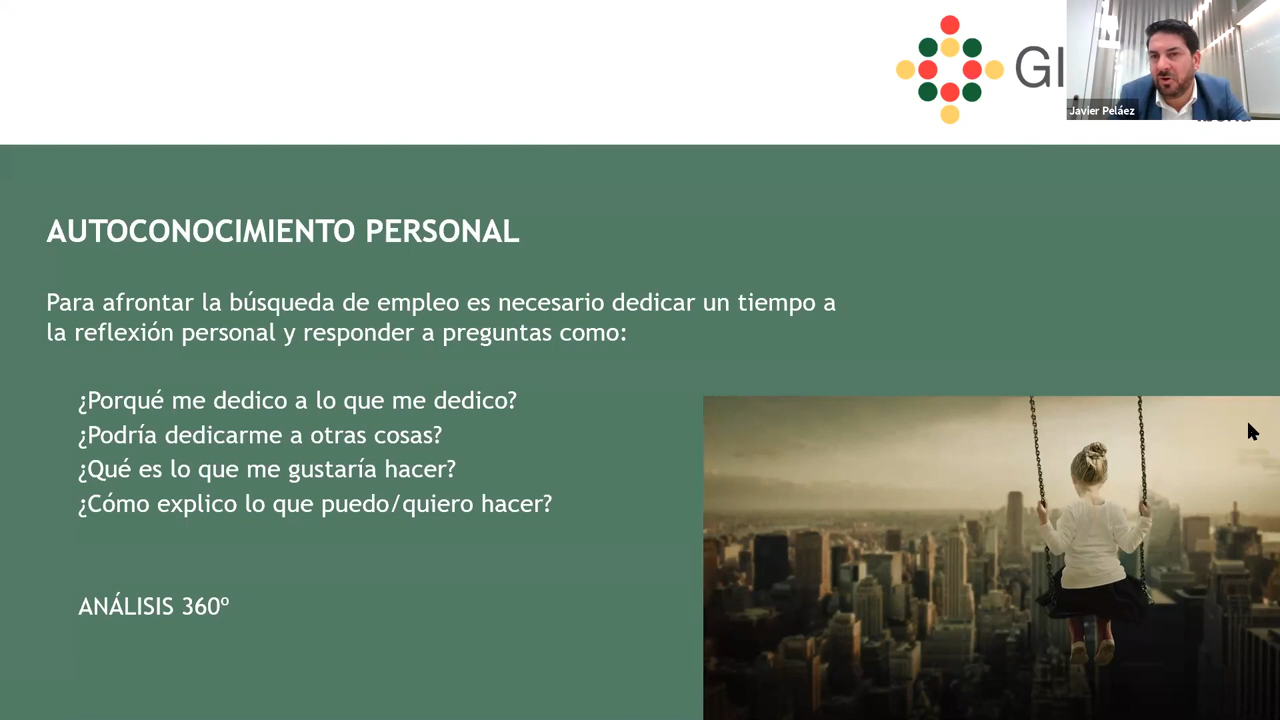 GI
Javier Peláez
AUTOCONOCIMIENTO PERSONAL
Para afrontar la búsqueda de empleo es necesario dedicar un tiempo a
la reflexión personal y responder a preguntas como:
¿Porqué me dedico a lo que me dedico?
¿Podría dedicarme a otras cosas?
¿Qué es lo que me gustaría hacer?
¿Cómo explico lo que puedo/quiero hacer?
ANÁLISIS 360º